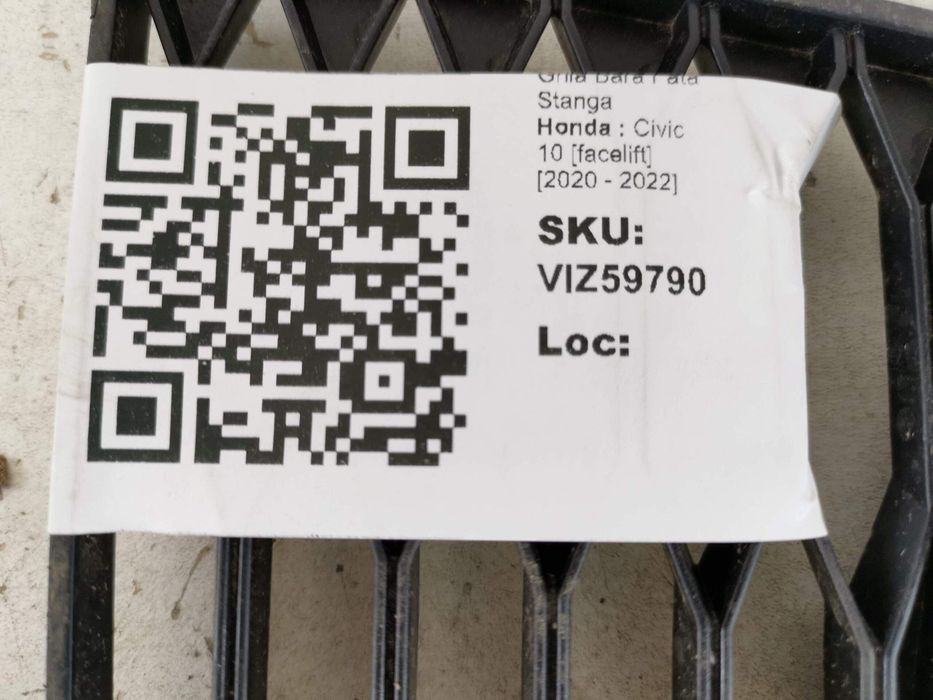 Grila Bara Fata
Stanga
Honda : Civic
10 [facelift]
[2020 - 2022]
SKU:
VIZ59790
Loc: